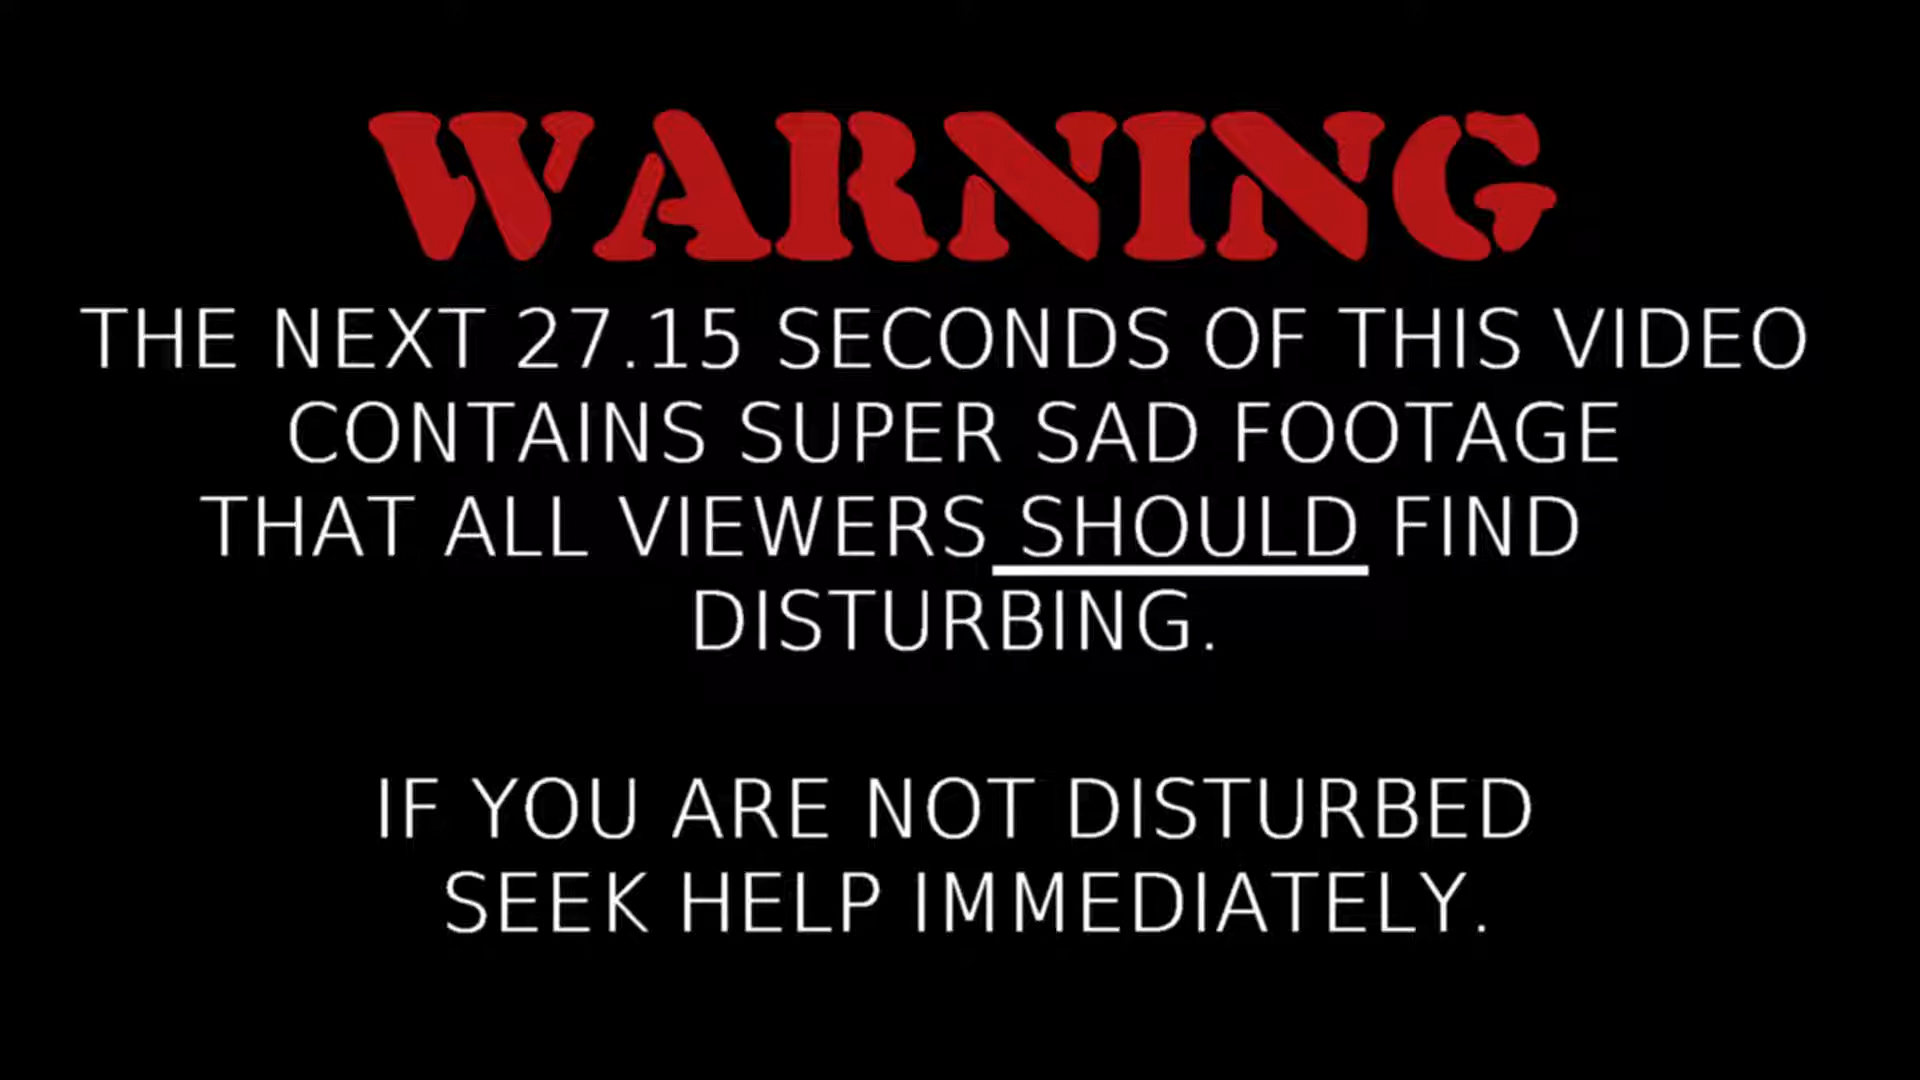 WARNING
THE NEXT 27.15 SECONDS OF THIS VIDEO
CONTAINS SUPER SAD FOOTAGE
THAT ALL VIEWERS SHOULD FIND
DISTURBING.
IF YOU ARE NOT DISTURBED
SEEK HELP IMMEDIATELY.